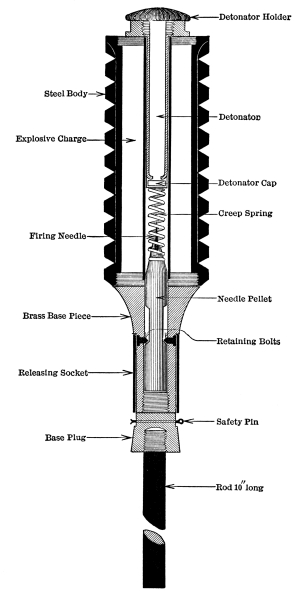 Detonator Holder
Steel Body
Detonator
Explosive Charge
Detonator Cap
Creep Spring
Firing Needle
Needle Pellet
Brass Base Piece
Retaining Bolts
Releasing Socket
Safety Pin
Base Plug
Rod 10" long